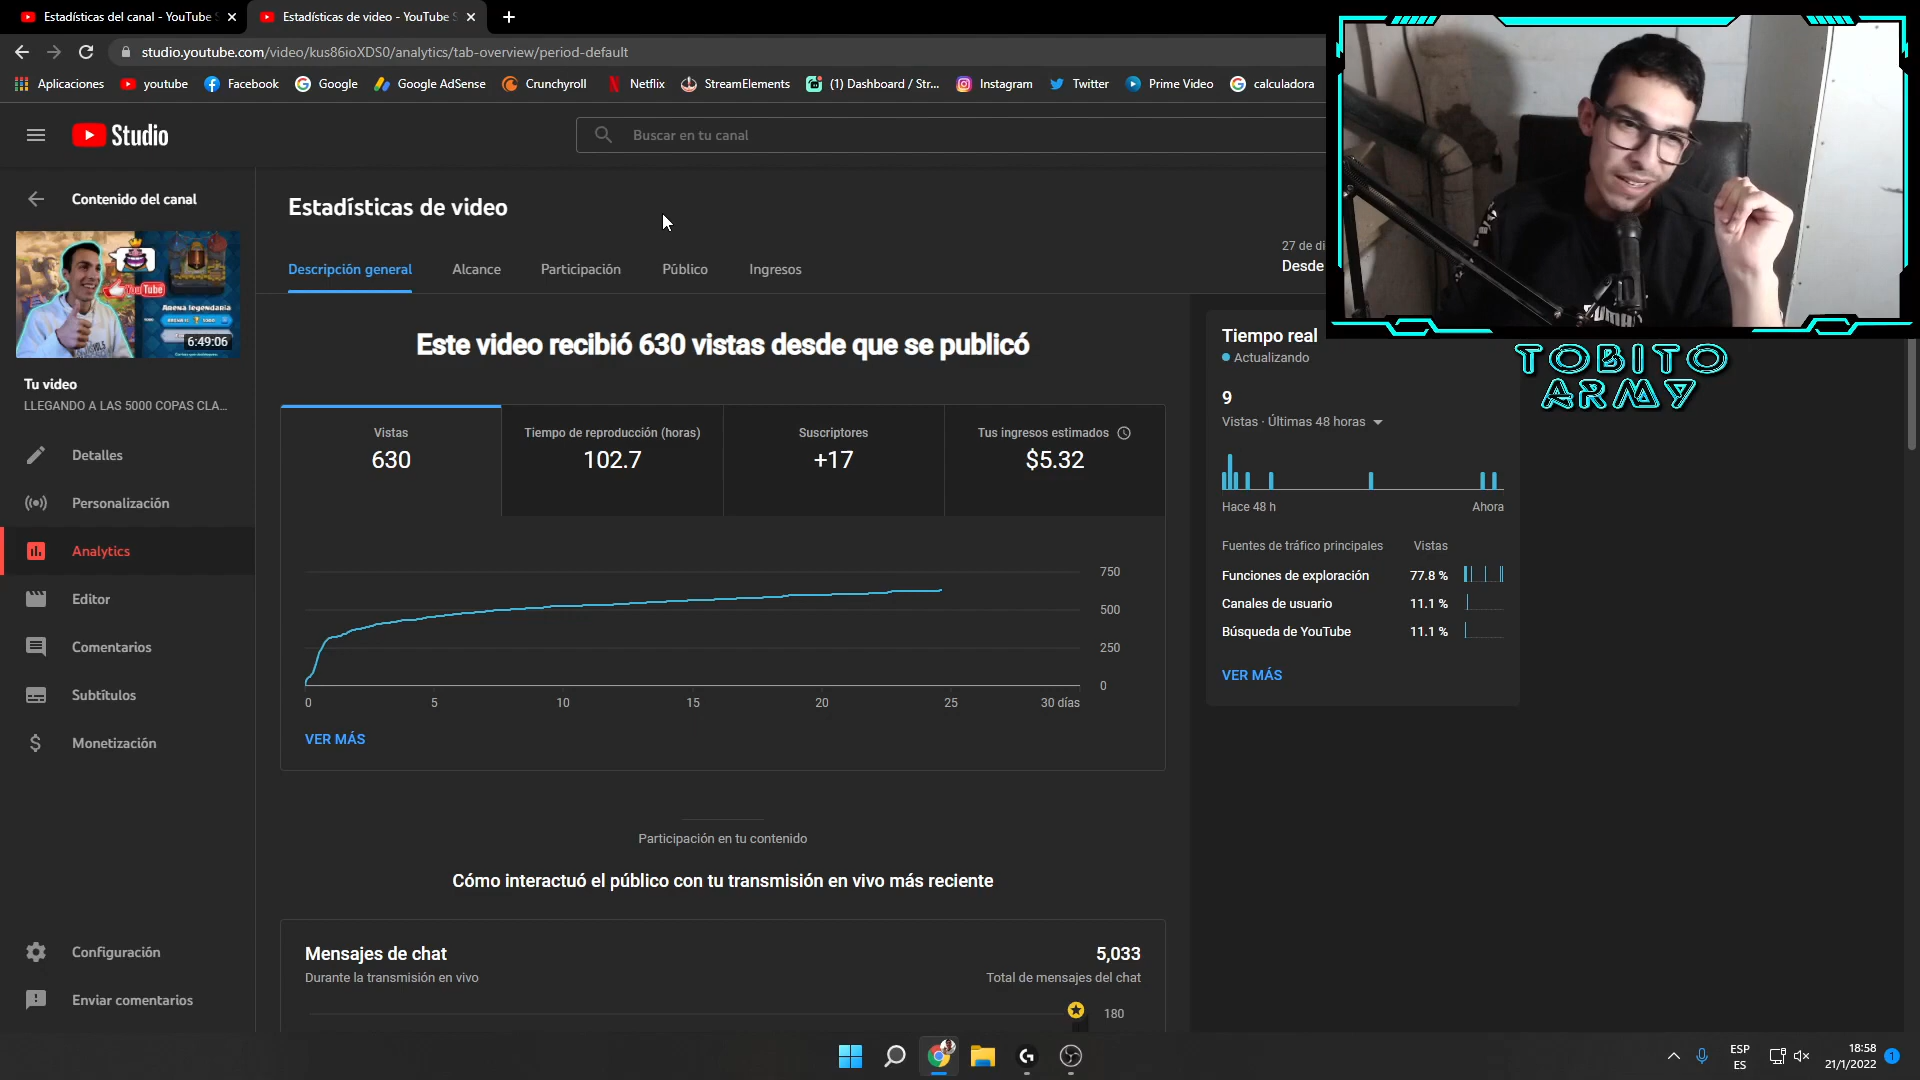 Estadísticas del canal - YouTube S
Estadísticas de video - YouTube S
studio.youtube.com/video/kus86ioXDS0/analytics/tab-overview/period-default
Aplicaciones
youtube
Facebook
Google
Google AdSense
Crunchyroll
Netflix
StreamElements
(1) Dashboard / Str...
Instagram
Twitter
Prime Video
calculadora
Studio
Buscar en tu canal
Contenido del canal
YouTube
Arena legendaria
6:49:06
Tu video
LLEGANDO A LAS 5000 COPAS CLA...
Detalles
Personalización
Analytics
Editor
Comentarios
Subtítulos
Monetización
Configuración
Enviar comentarios
Estadísticas de video
Descripción general
Alcance
Participación
Público
Ingresos
27 de di
Desde
Este video recibió 630 vistas desde que se publicó
Vistas
630
Tiempo de reproducción (horas)
102.7
Suscriptores
+17
Tus ingresos estimados
$5.32
750
500
250
0
0
5
10
15
20
25
30 días
VER MÁS
Participación en tu contenido
Cómo interactuó el público con tu transmisión en vivo más reciente
Mensajes de chat
5,033
Durante la transmisión en vivo
Total de mensajes del chat
180
Tiempo real
Actualizando
9
Vistas · Últimas 48 horas
Hace 48 h
Ahora
Fuentes de tráfico principales
Vistas
Funciones de exploración
77.8 %
Canales de usuario
11.1 %
Búsqueda de YouTube
11.1 %
VER MÁS
TOBITO
ARMY
PUMA
ESP
ES
18:58
21/1/2022
1